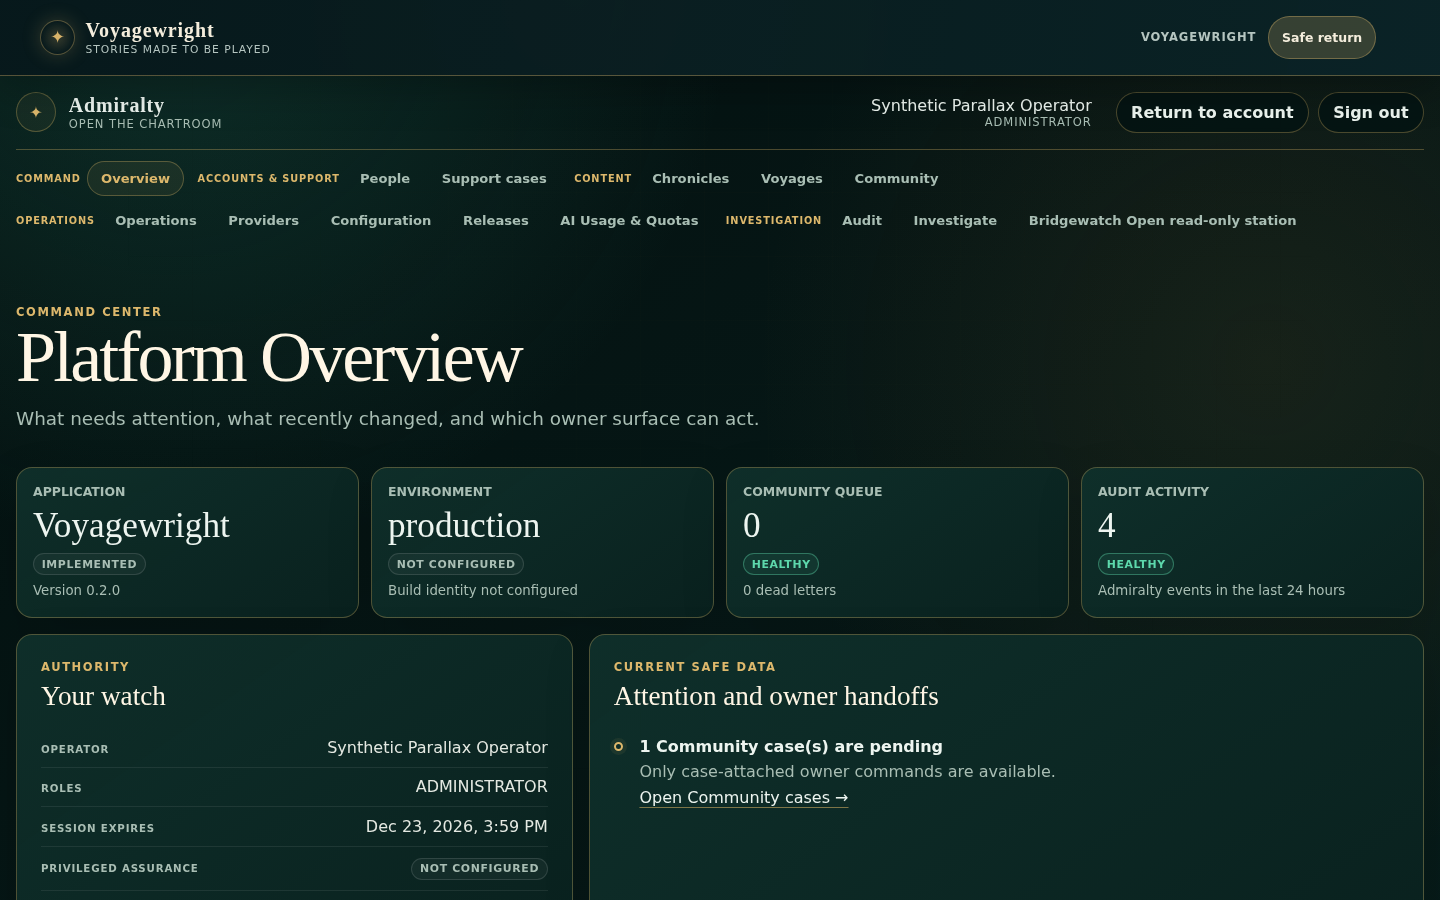 ✦ Voyagewright
STORIES MADE TO BE PLAYED
VOYAGEWRIGHT Safe return
✦ Admiralty
OPEN THE CHARTROOM
Synthetic Parallax Operator
ADMINISTRATOR
Return to account Sign out
COMMAND Overview ACCOUNTS & SUPPORT People Support cases CONTENT Chronicles Voyages Community
OPERATIONS Operations Providers Configuration Releases AI Usage & Quotas INVESTIGATION Audit Investigate Bridgewatch Open read-only station
COMMAND CENTER
Platform Overview
What needs attention, what recently changed, and which owner surface can act.
APPLICATION
Voyagewright
IMPLEMENTED
Version 0.2.0
ENVIRONMENT
production
NOT CONFIGURED
Build identity not configured
COMMUNITY QUEUE
0
HEALTHY
0 dead letters
AUDIT ACTIVITY
4
HEALTHY
Admiralty events in the last 24 hours
AUTHORITY
Your watch
OPERATOR Synthetic Parallax Operator
ROLES ADMINISTRATOR
SESSION EXPIRES Dec 23, 2026, 3:59 PM
PRIVILEGED ASSURANCE NOT CONFIGURED
CURRENT SAFE DATA
Attention and owner handoffs
1 Community case(s) are pending
Only case-attached owner commands are available.
Open Community cases →